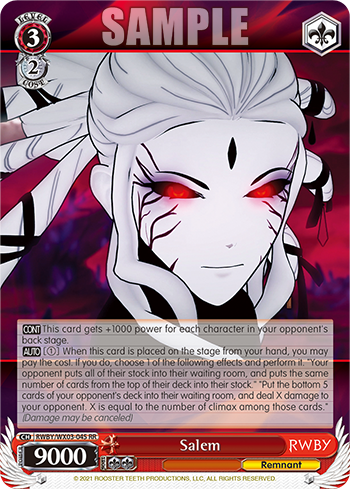 SAMPLE
LEVEL
3
2
COST
CONT This card gets +1000 power for each character in your opponent's
back stage.
AUTO [①] When this card is placed on the stage from your hand, you may
pay the cost. If you do, choose 1 of the following effects and perform it. "Your
opponent puts all of their stock into their waiting room, and puts the same
number of cards from the top of their deck into their stock." "Put the bottom 5
cards of your opponent's deck into their waiting room, and deal X damage to
your opponent. X is equal to the number of climax among those cards."
(Damage may be canceled)
CH RWBY/WX03-045 RR
Salem
RWBY
POWER
9000
Remnant
© 2021 ROOSTER TEETH PRODUCTIONS, LLC, ALL RIGHTS RESERVED.